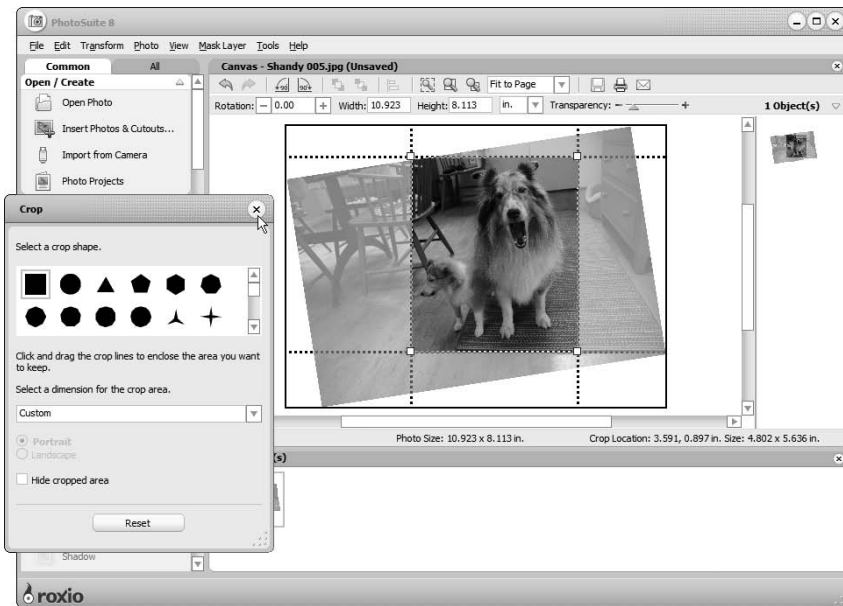 PhotoSuite 8
File Edit Transform Photo View Mask Layer Tools Help
Common All
Canvas - Shandy 005.jpg (Unsaved)
Open / Create
+90 90+ Fit to Page
Open Photo
Rotation: 0.00 Width: 10.923 Height: 8.113 in. Transparency: 1 Object(s)
Insert Photos & Cutouts...
Import from Camera
Photo Projects
Crop
Select a crop shape.
Click and drag the crop lines to enclose the area you want
to keep.
Select a dimension for the crop area.
Custom
Portrait
Landscape
Hide cropped area
Reset
Photo Size: 10.923 x 8.113 in. Crop Location: 3.591, 0.897 in. Size: 4.802 x 5.636 in.
(s)
Shadow
roxio